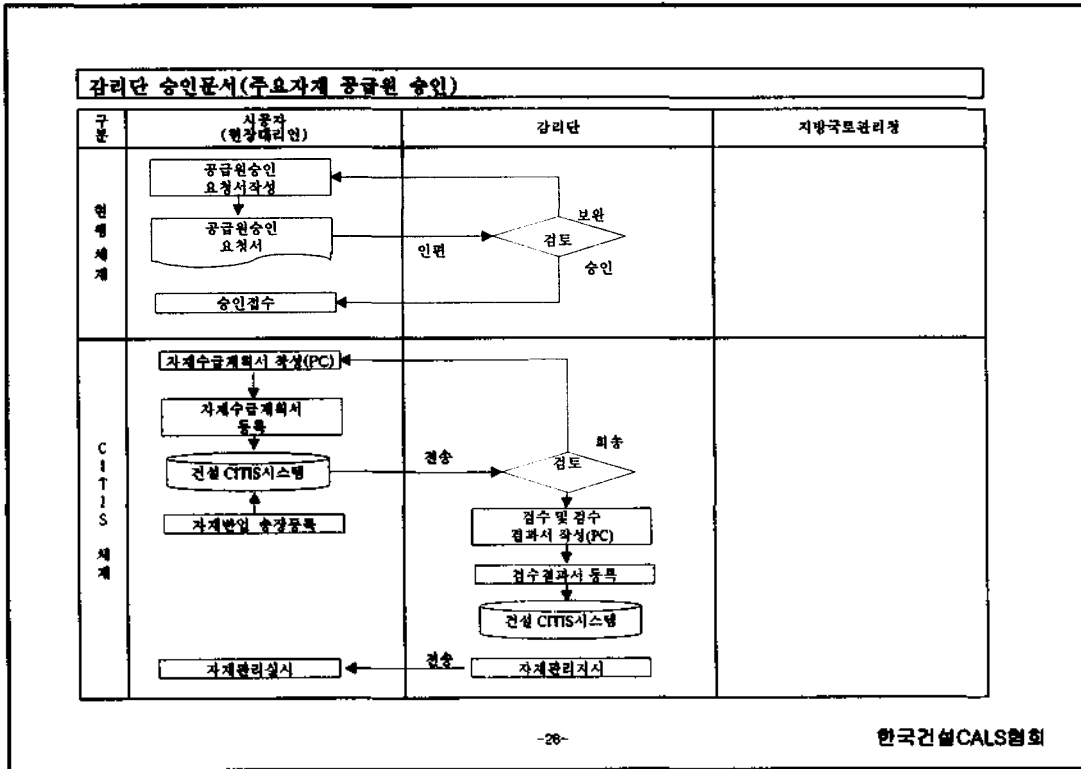 감리단 승인문서(주요자재 공급원 승인)
구분
시공자
(현장대리인)
감리단
지방국토관리청
현행체제
공급원승인
요청서작성
공급원승인
요청서
인편
보완
검토
승인
승인접수
CITIS 체제
자재수급계획서 작성(PC)
자재수급계획서
등록
건설 CITIS시스템
전송
회송
검토
자재반입 송장등록
검수 및 검수
결과서 작성(PC)
검수결과서 등록
건설 CITIS시스템
자재관리실시
전송
자재관리지시
-26-
한국건설CALS협회